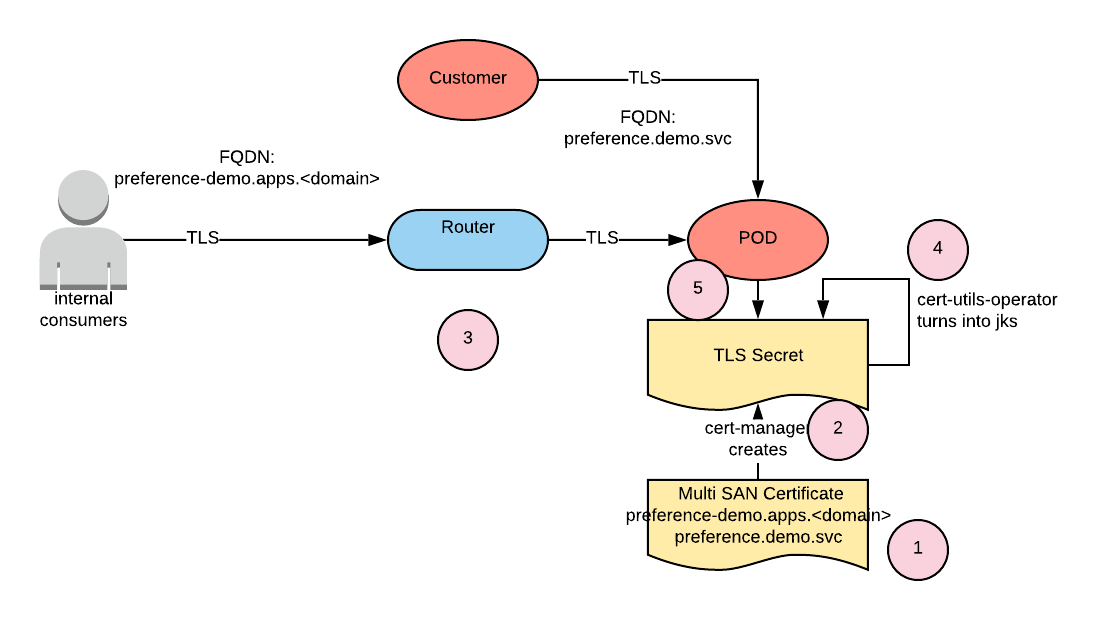 Customer
TLS
FQDN:
preference.demo.svc
FQDN:
preference-demo.apps.<domain>
TLS
Router
TLS
POD
internal
consumers
3
5
4
cert-utils-operator
turns into jks
TLS Secret
cert-manage
creates
2
Multi SAN Certificate
preference-demo.apps.<domain>
preference.demo.svc
1